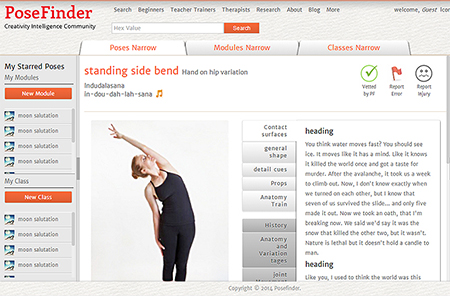 PoseFinder
Creativity Intelligence Community
Search Beginners Teacher Trainers Therapists Research About Blog More
welcome, Guest
Hex Value Search
Poses Narrow Modules Narrow Classes Narrow
My Starred Poses
My Modules
New Module
moon salutation
moon salutation
moon salutation
moon salutation
My Class
New Class
moon salutation
moon salutation
moon salutation
moon salutation
standing side bend Hand on hip variation
Indudalasana
in-dou-dah-lah-sana
Vetted by PF
Report Error
Report Injury
Contact surfaces
general shape
detail cues
Props
Anatomy Train
History
Anatomy and Variation tages
joint
heading
You think water moves fast? You should see
ice. It moves like it has a mind. Like it knows
it killed the world once and got a taste for
murder. After the avalanche, it took us a week
to climb out. Now, I don't know exactly when
we turned on each other, but I know that
seven of us survived the slide... and only five
made it out. Now we took an oath, that I'm
breaking now. We said we'd say it was the
snow that killed the other two, but it wasn't.
Nature is lethal but it doesn't hold a candle to
man.
heading
Like you, I used to think the world was this
Copyright © 2014 Posefinder.